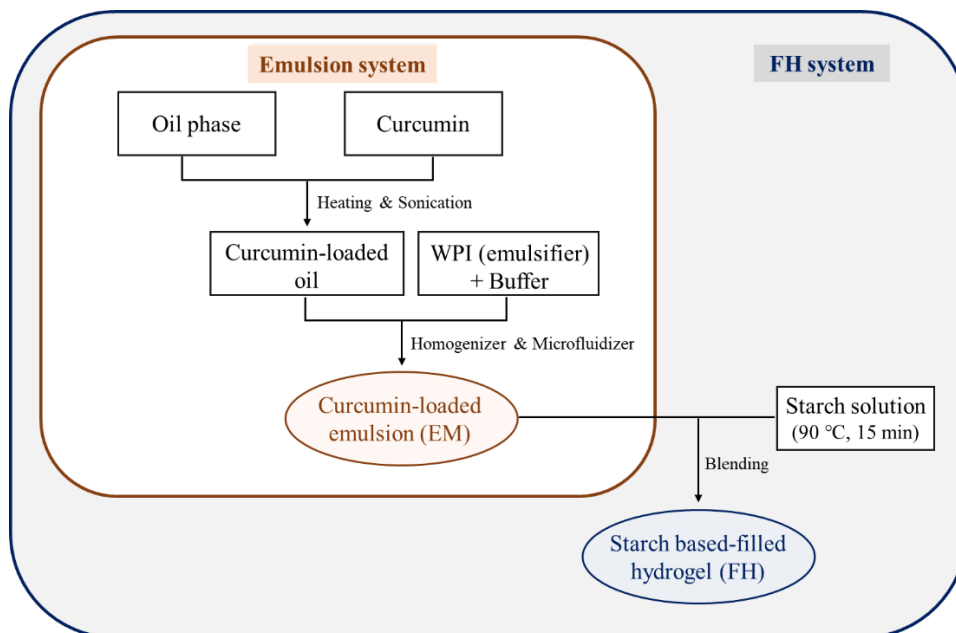 Emulsion system
FH system
Oil phase
Curcumin
Heating & Sonication
Curcumin-loaded
oil
WPI (emulsifier)
+ Buffer
Homogenizer & Microfluidizer
Curcumin-loaded
emulsion (EM)
Starch solution
(90 ℃, 15 min)
Blending
Starch based-filled
hydrogel (FH)